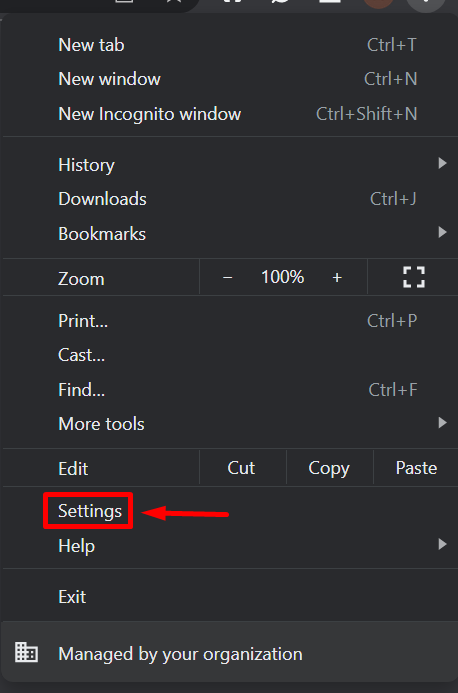 New tab Ctrl+T
New window Ctrl+N
New Incognito window Ctrl+Shift+N
History
Downloads Ctrl+J
Bookmarks
Zoom − 100% +
Print... Ctrl+P
Cast...
Find... Ctrl+F
More tools
Edit Cut Copy Paste
Settings
Help
Exit
Managed by your organization